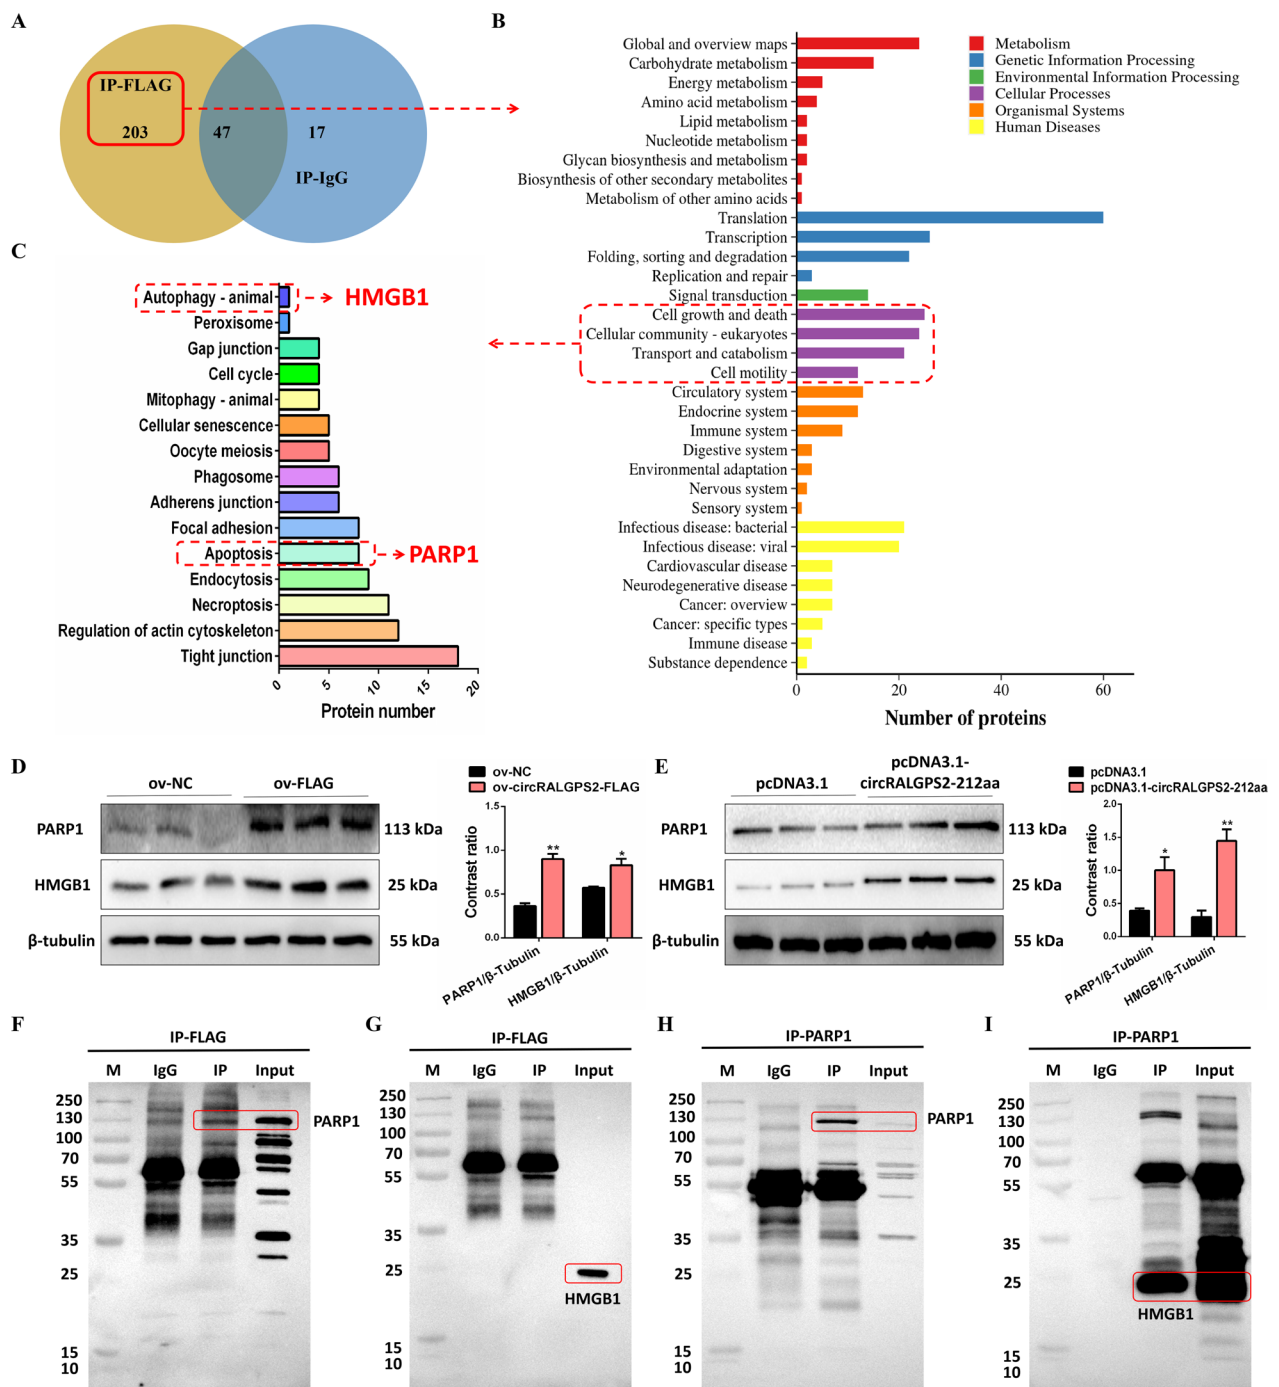 A
IP-FLAG
203
47
17
IP-IgG
B
Global and overview maps
Carbohydrate metabolism
Energy metabolism
Amino acid metabolism
Lipid metabolism
Nucleotide metabolism
Glycan biosynthesis and metabolism
Biosynthesis of other secondary metabolites
Metabolism of other amino acids
Translation
Transcription
Folding, sorting and degradation
Replication and repair
Signal transduction
Cell growth and death
Cellular community - eukaryotes
Transport and catabolism
Cell motility
Circulatory system
Endocrine system
Immune system
Digestive system
Environmental adaptation
Nervous system
Sensory system
Infectious disease: bacterial
Infectious disease: viral
Cardiovascular disease
Neurodegenerative disease
Cancer: overview
Cancer: specific types
Immune disease
Substance dependence
0 20 40 60
Number of proteins
Metabolism
Genetic Information Processing
Environmental Information Processing
Cellular Processes
Organismal Systems
Human Diseases
C
Autophagy - animal
HMGB1
Peroxisome
Gap junction
Cell cycle
Mitophagy - animal
Cellular senescence
Oocyte meiosis
Phagosome
Adherens junction
Focal adhesion
Apoptosis
PARP1
Endocytosis
Necroptosis
Regulation of actin cytoskeleton
Tight junction
0 5 10 15 20
Protein number
D
ov-NC ov-FLAG
PARP1 113 kDa
HMGB1 25 kDa
β-tubulin 55 kDa
ov-NC
ov-circRALGPS2-FLAG
Contrast ratio
1.5
1.0
0.5
0.0
** *
PARP1/β-Tubulin
HMGB1/β-Tubulin
E
pcDNA3.1
pcDNA3.1-
circRALGPS2-212aa
PARP1 113 kDa
HMGB1 25 kDa
β-tubulin 55 kDa
pcDNA3.1
pcDNA3.1-circRALGPS2-212aa
Contrast ratio
2.0
1.5
1.0
0.5
0.0
* **
PARP1/β-Tubulin
HMGB1/β-Tubulin
F
IP-FLAG
M IgG IP Input
250
130
100
70
55
35
25
15
10
PARP1
G
IP-FLAG
M IgG IP Input
250
130
100
70
55
35
25
15
10
HMGB1
H
IP-PARP1
M IgG IP Input
250
130
100
70
55
35
25
15
10
PARP1
I
IP-PARP1
M IgG IP Input
250
130
100
70
55
35
25
15
10
HMGB1